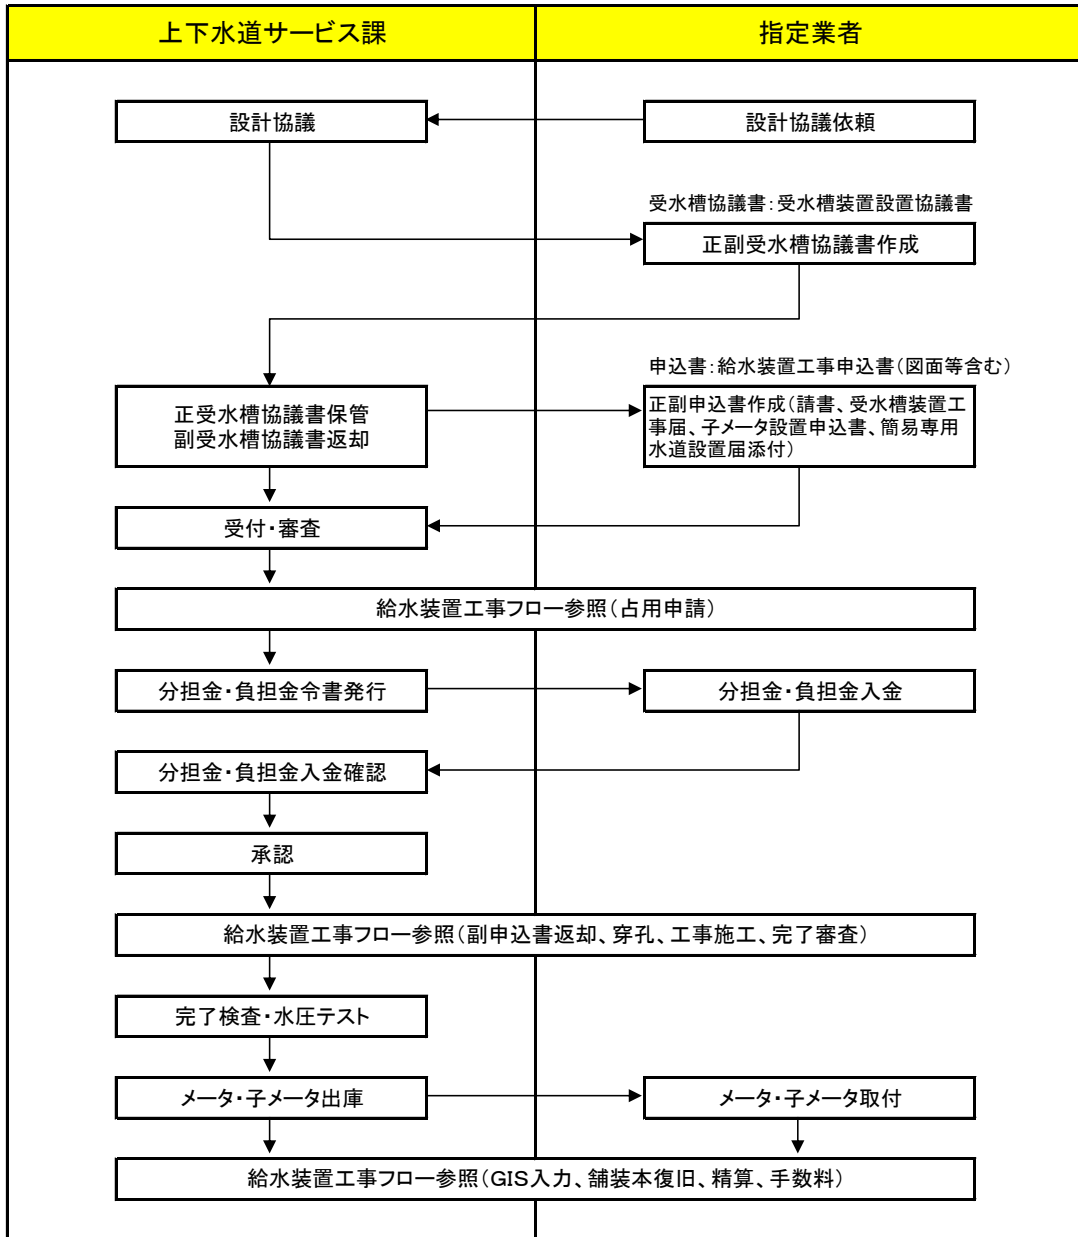 上下水道サービス課
指定業者
設計協議
設計協議依頼
受水槽協議書：受水槽装置設置協議書
正副受水槽協議書作成
申込書：給水装置工事申込書（図面等含む）
正受水槽協議書保管
副受水槽協議書返却
正副申込書作成（請書、受水槽装置工
事届、子メータ設置申込書、簡易専用
水道設置届添付）
受付・審査
給水装置工事フロー参照（占用申請）
分担金・負担金令書発行
分担金・負担金入金
分担金・負担金入金確認
承認
給水装置工事フロー参照（副申込書返却、穿孔、工事施工、完了審査）
完了検査・水圧テスト
メータ・子メータ出庫
メータ・子メータ取付
給水装置工事フロー参照（GIS入力、舗装本復旧、精算、手数料）